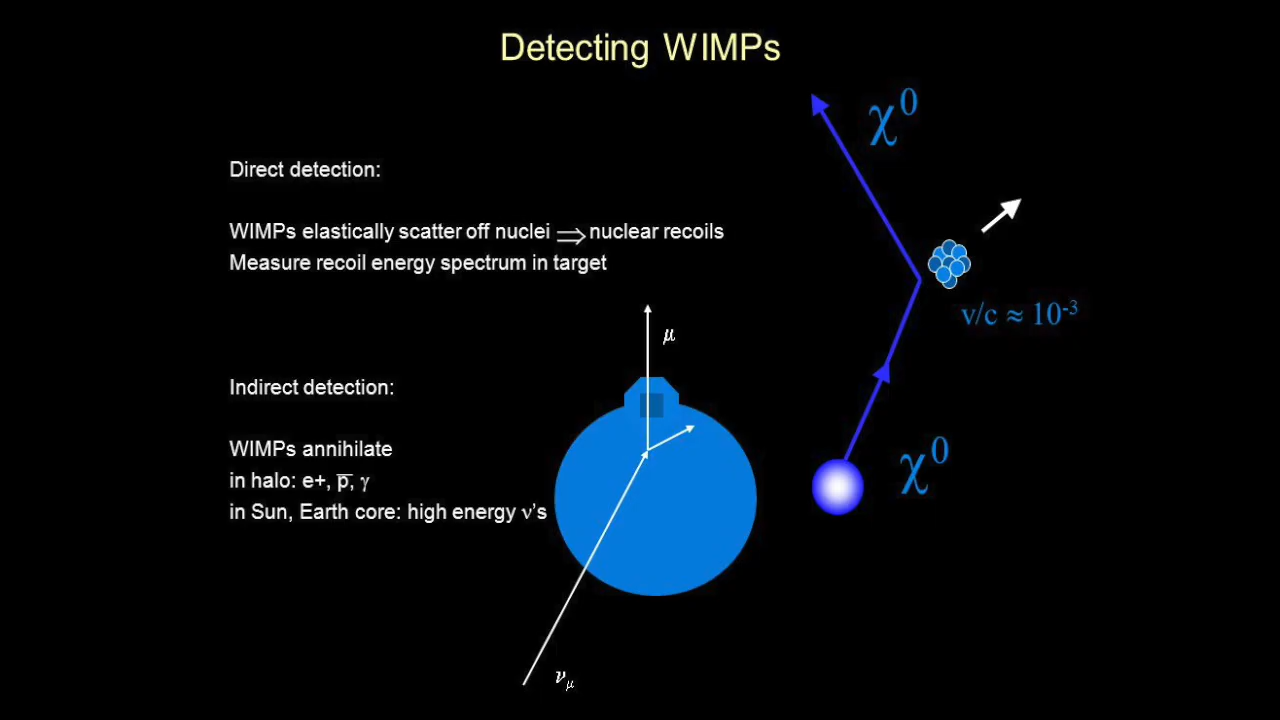 Detecting WIMPs
χ⁰
Direct detection:
WIMPs elastically scatter off nuclei ⇒ nuclear recoils
Measure recoil energy spectrum in target
v/c ≈ 10⁻³
μ
Indirect detection:
WIMPs annihilate
in halo: e+, p̅, γ
in Sun, Earth core: high energy ν’s
χ⁰
ν_μ